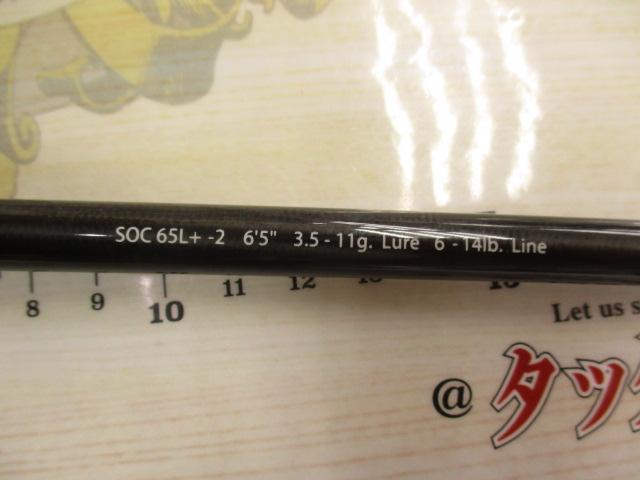 SOC 65L+ -2 6'5" 3.5 - 11g. Lure 6 - 14lb. Line
8 9 10 11 12
Let us s
@ タック